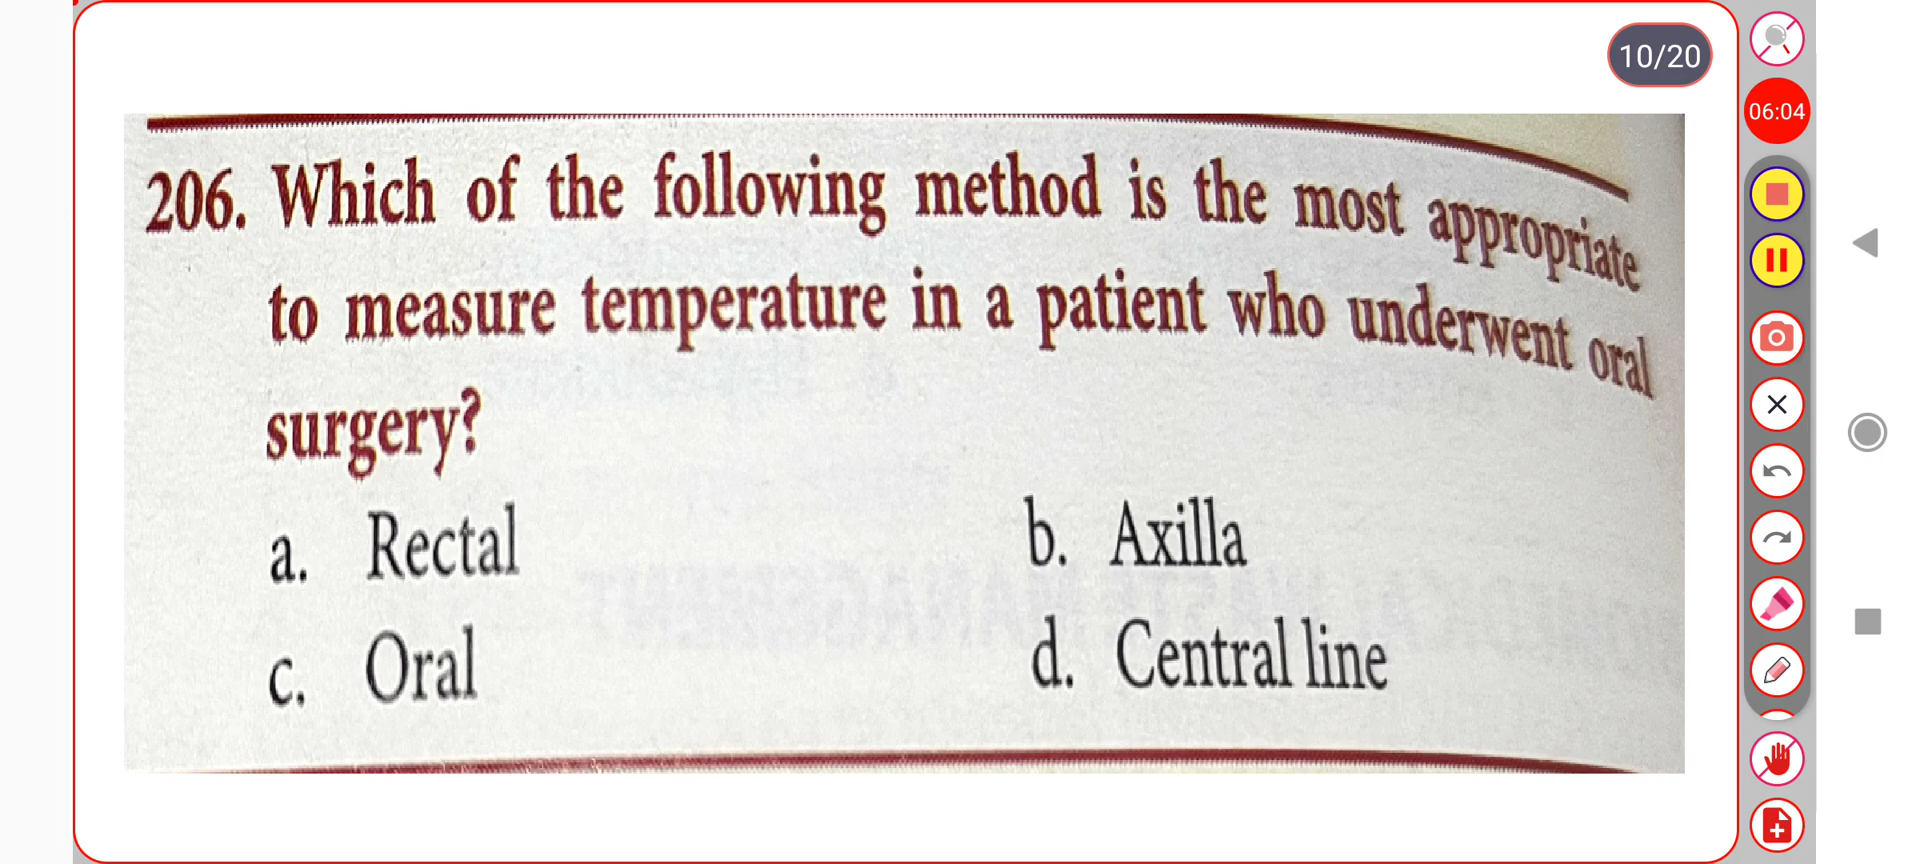 10/20
06:04
206. Which of the following method is the most appropriate
to measure temperature in a patient who underwent oral
surgery?
a. Rectal
b. Axilla
c. Oral
d. Central line